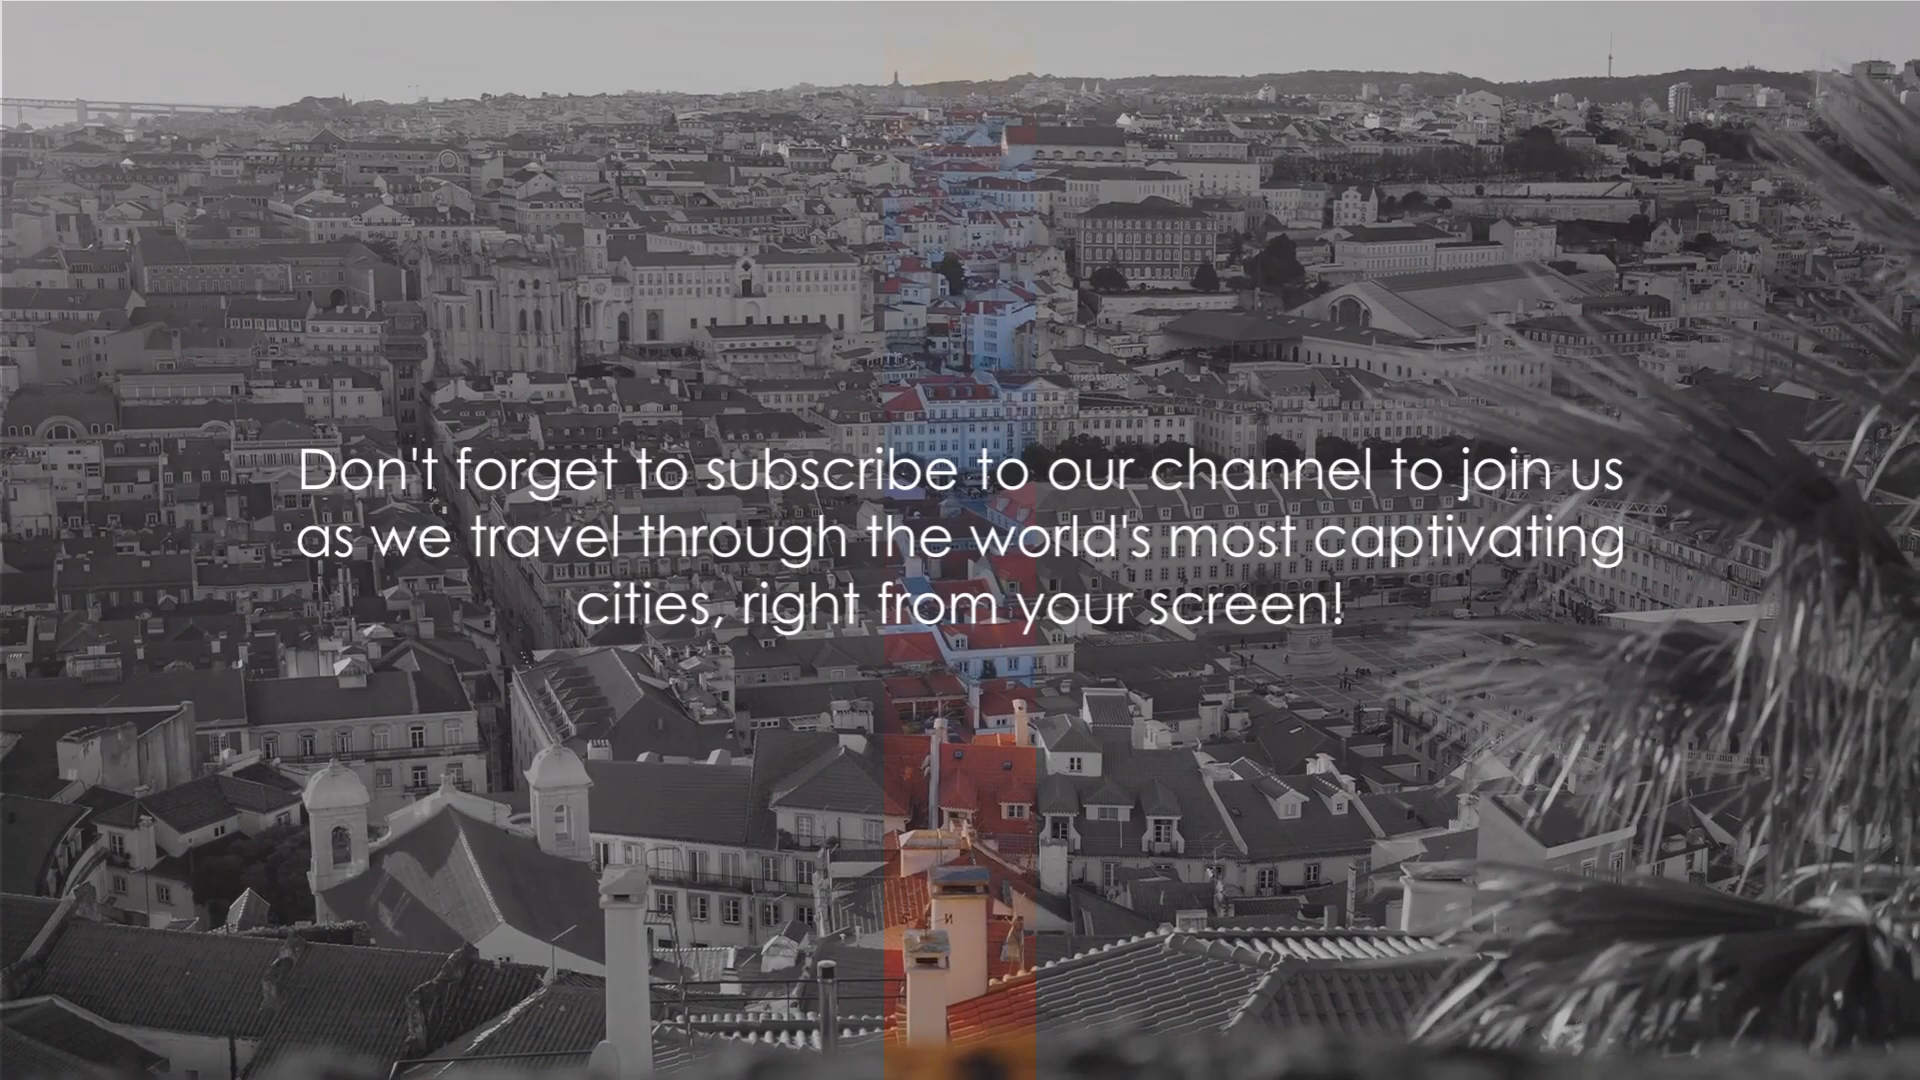 Don't forget to subscribe to our channel to join us
as we travel through the world's most captivating
cities, right from your screen!